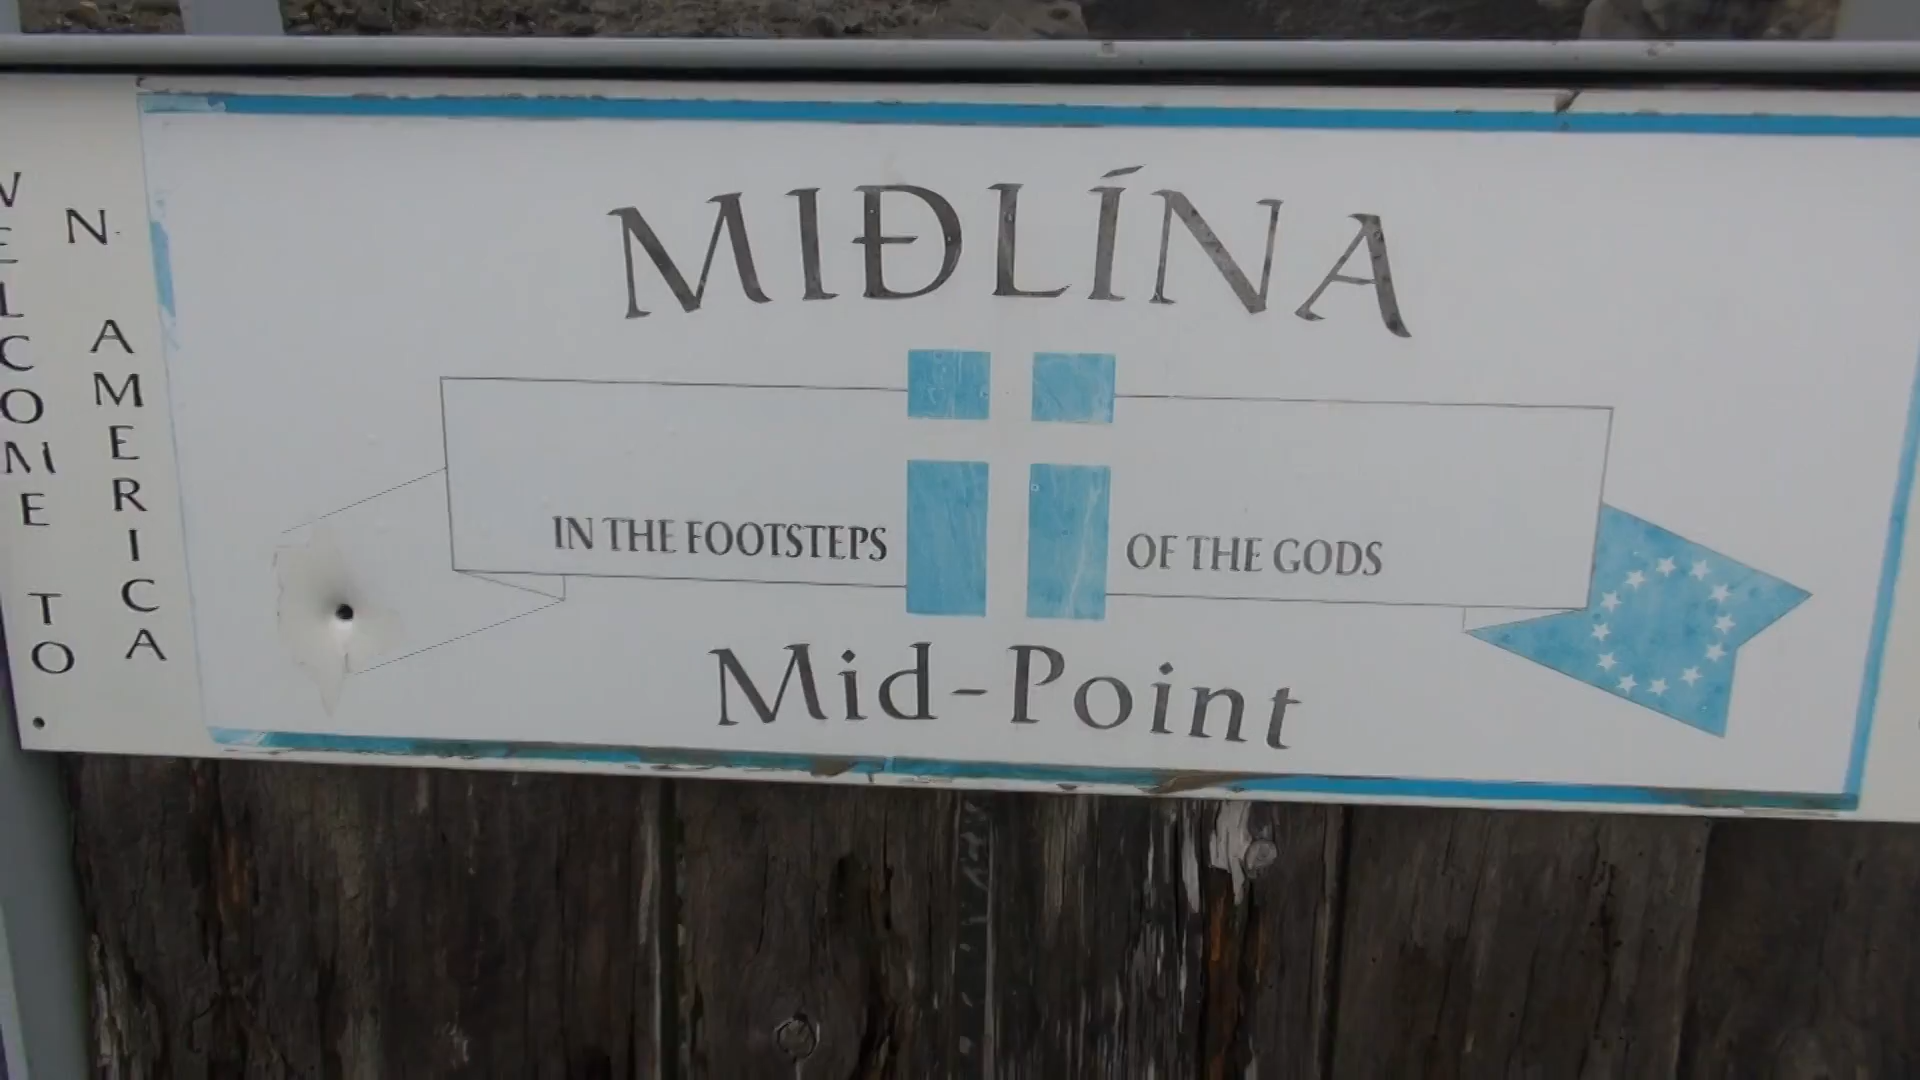 WELCOME TO
N. AMERICA
MIÐLÍNA
IN THE FOOTSTEPS OF THE GODS
Mid-Point